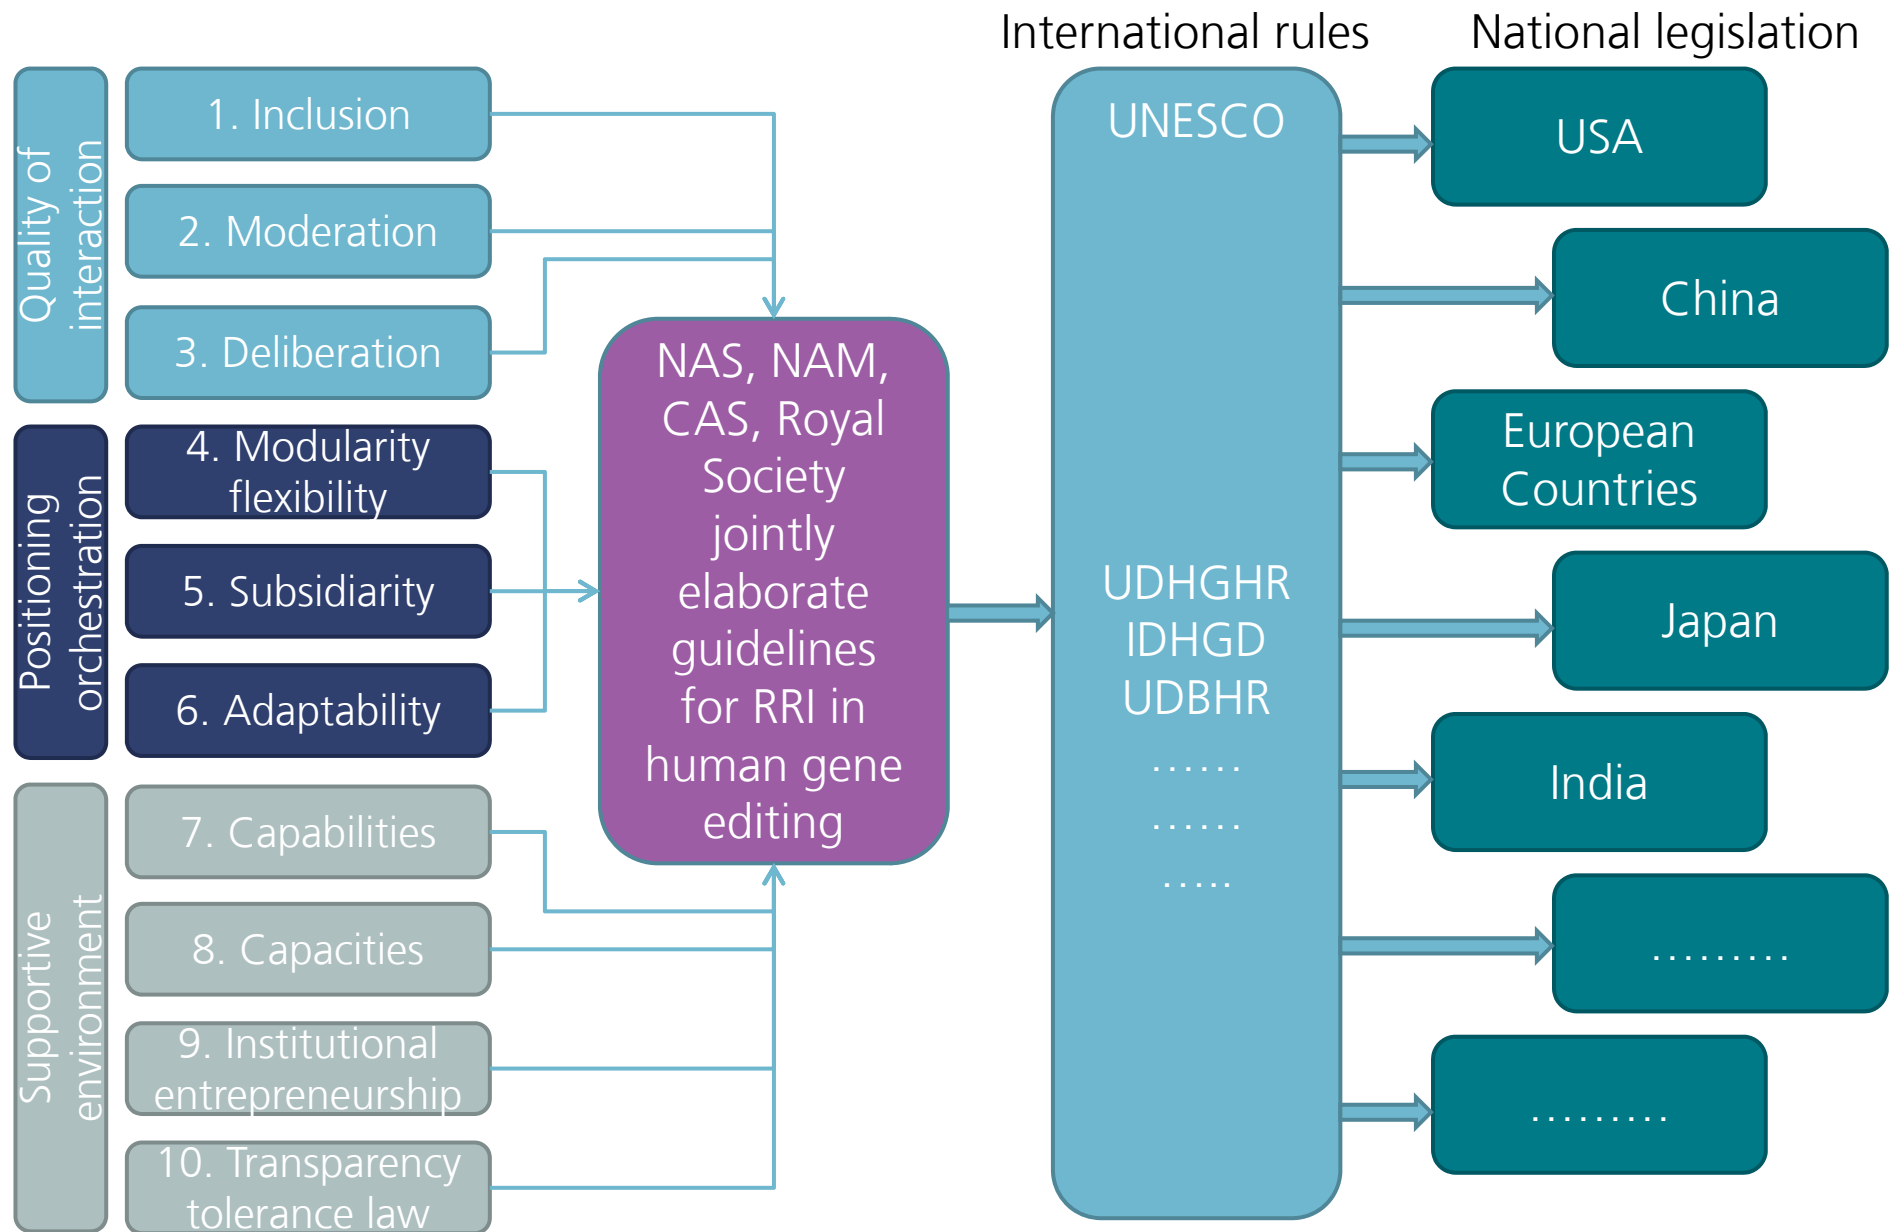 International rules
National legislation
Quality of
interaction
1. Inclusion
2. Moderation
3. Deliberation
Positioning
orchestration
4. Modularity
flexibility
5. Subsidiarity
6. Adaptability
Supportive
environment
7. Capabilities
8. Capacities
9. Institutional
entrepreneurship
10. Transparency
tolerance law
NAS, NAM,
CAS, Royal
Society
jointly
elaborate
guidelines
for RRI in
human gene
editing
UNESCO
UDHGHR
IDHGD
UDBHR
......
......
.....
USA
China
European
Countries
Japan
India
.........
.........